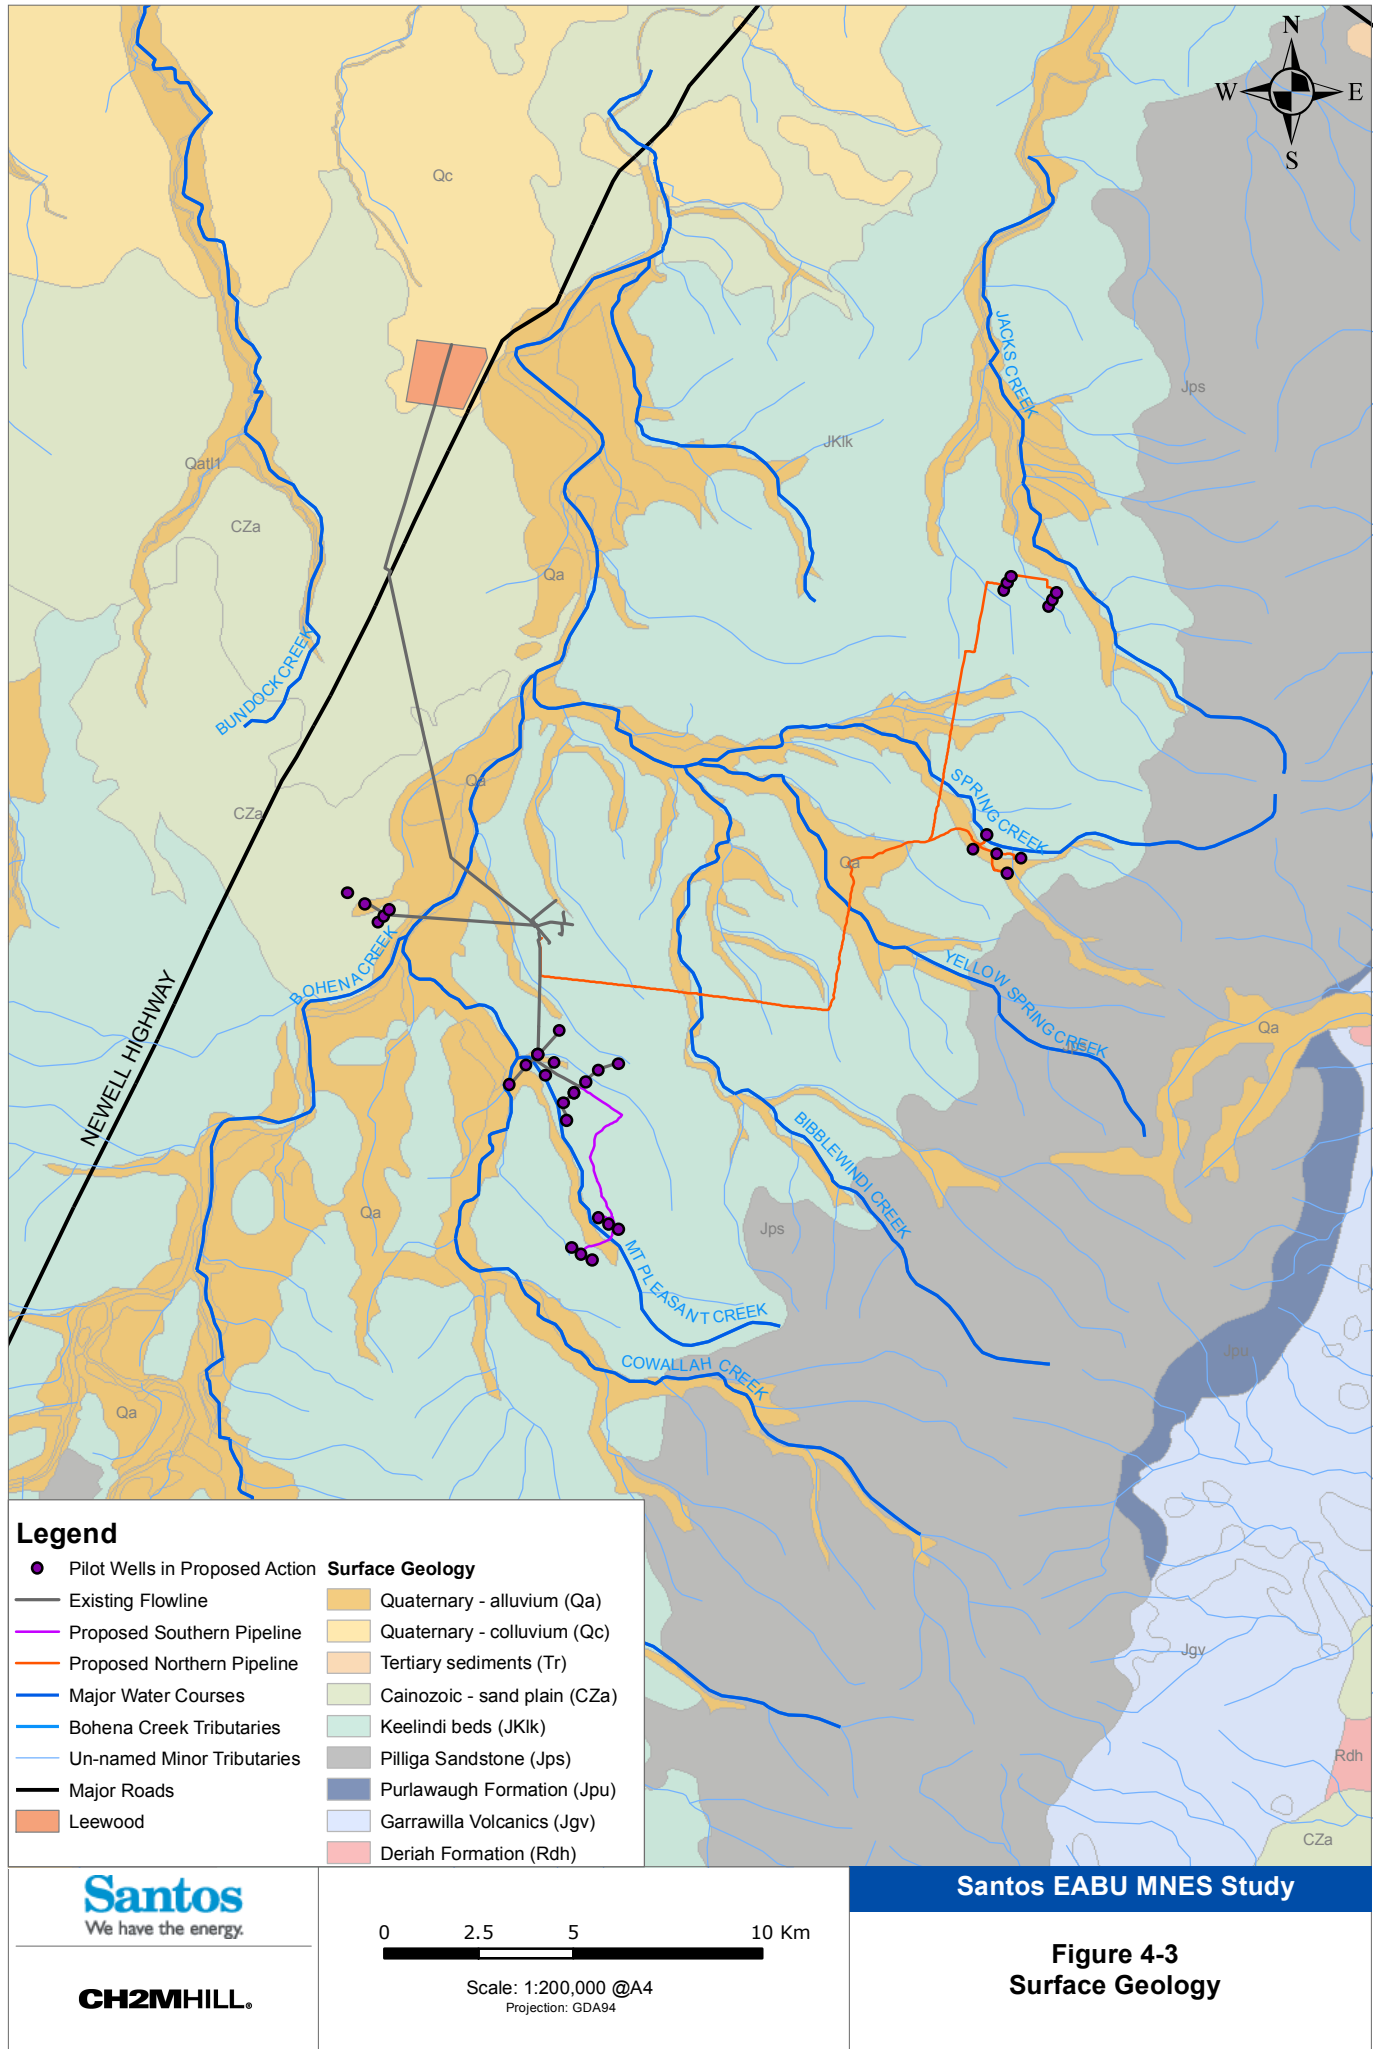 N
W E
S
Qc
JACKS CREEK
Jps
JKlk
Qatl1
CZa
Qa
BUNDOCK CREEK
Qa
SPRING CREEK
CZa
Qa
BOHENA CREEK
YELLOW SPRING CREEK
NEWELL HIGHWAY
Qa
Jps
BIBBLEWINDI CREEK
Qa
Jps
MT PLEASANT CREEK
Jpu
COWALLAH CREEK
Qa
Jgv
Rdh
CZa
Legend
Pilot Wells in Proposed Action
Existing Flowline
Proposed Southern Pipeline
Proposed Northern Pipeline
Major Water Courses
Bohena Creek Tributaries
Un-named Minor Tributaries
Major Roads
Leewood
Surface Geology
Quaternary - alluvium (Qa)
Quaternary - colluvium (Qc)
Tertiary sediments (Tr)
Cainozoic - sand plain (CZa)
Keelindi beds (JKlk)
Pilliga Sandstone (Jps)
Purlawaugh Formation (Jpu)
Garrawilla Volcanics (Jgv)
Deriah Formation (Rdh)
Santos
We have the energy.
CH2MHILL®
0 2.5 5 10 Km
Scale: 1:200,000 @A4
Projection: GDA94
Santos EABU MNES Study
Figure 4-3
Surface Geology